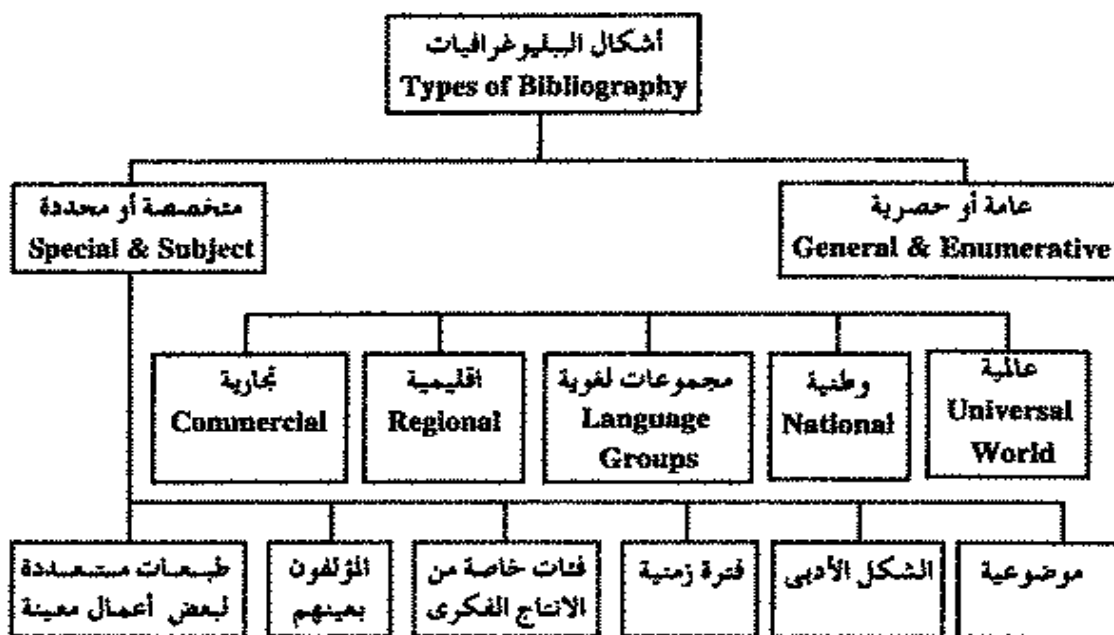 أشكال الببليوغرافيات
Types of Bibliography
عامة أو حصرية
General & Enumerative
متخصصة أو محددة
Special & Subject
عالمية
Universal
World
وطنية
National
مجموعات لغوية
Language
Groups
اقليمية
Regional
تجارية
Commercial
موضوعية
الشكل الأدبى
فترة زمنية
فئات خاصة من
الانتاج الفكرى
المؤلفون
بعينهم
طبعات متعددة
لبعض أعمال معينة